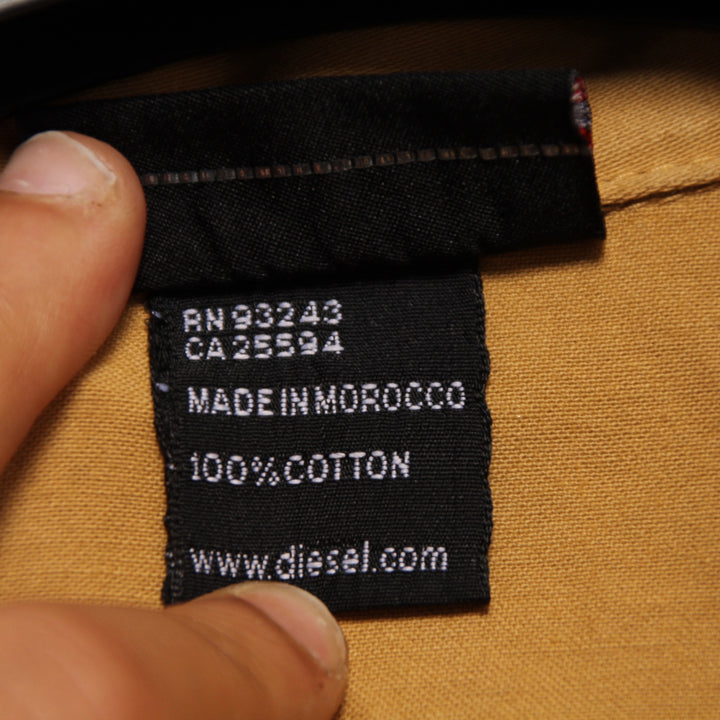 RN 93243
CA 25594
MADE IN MOROCCO
100% COTTON
www.diesel.com